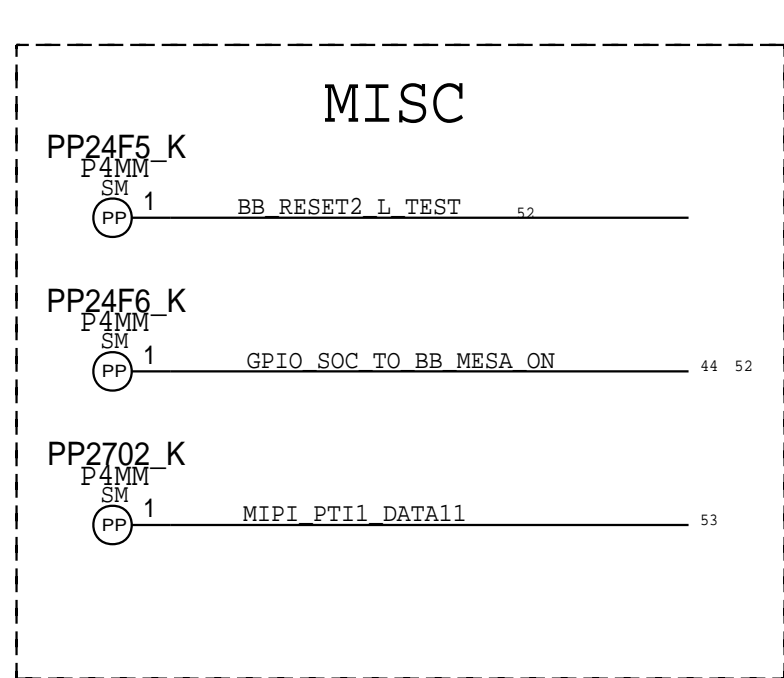 MISC
PP24F5_K
P4MM
SM
PP 1 BB_RESET2_L_TEST 52
PP24F6_K
P4MM
SM
PP 1 GPIO_SOC_TO_BB_MESA_ON 44 52
PP2702_K
P4MM
SM
PP 1 MIPI_PTI1_DATA11 53